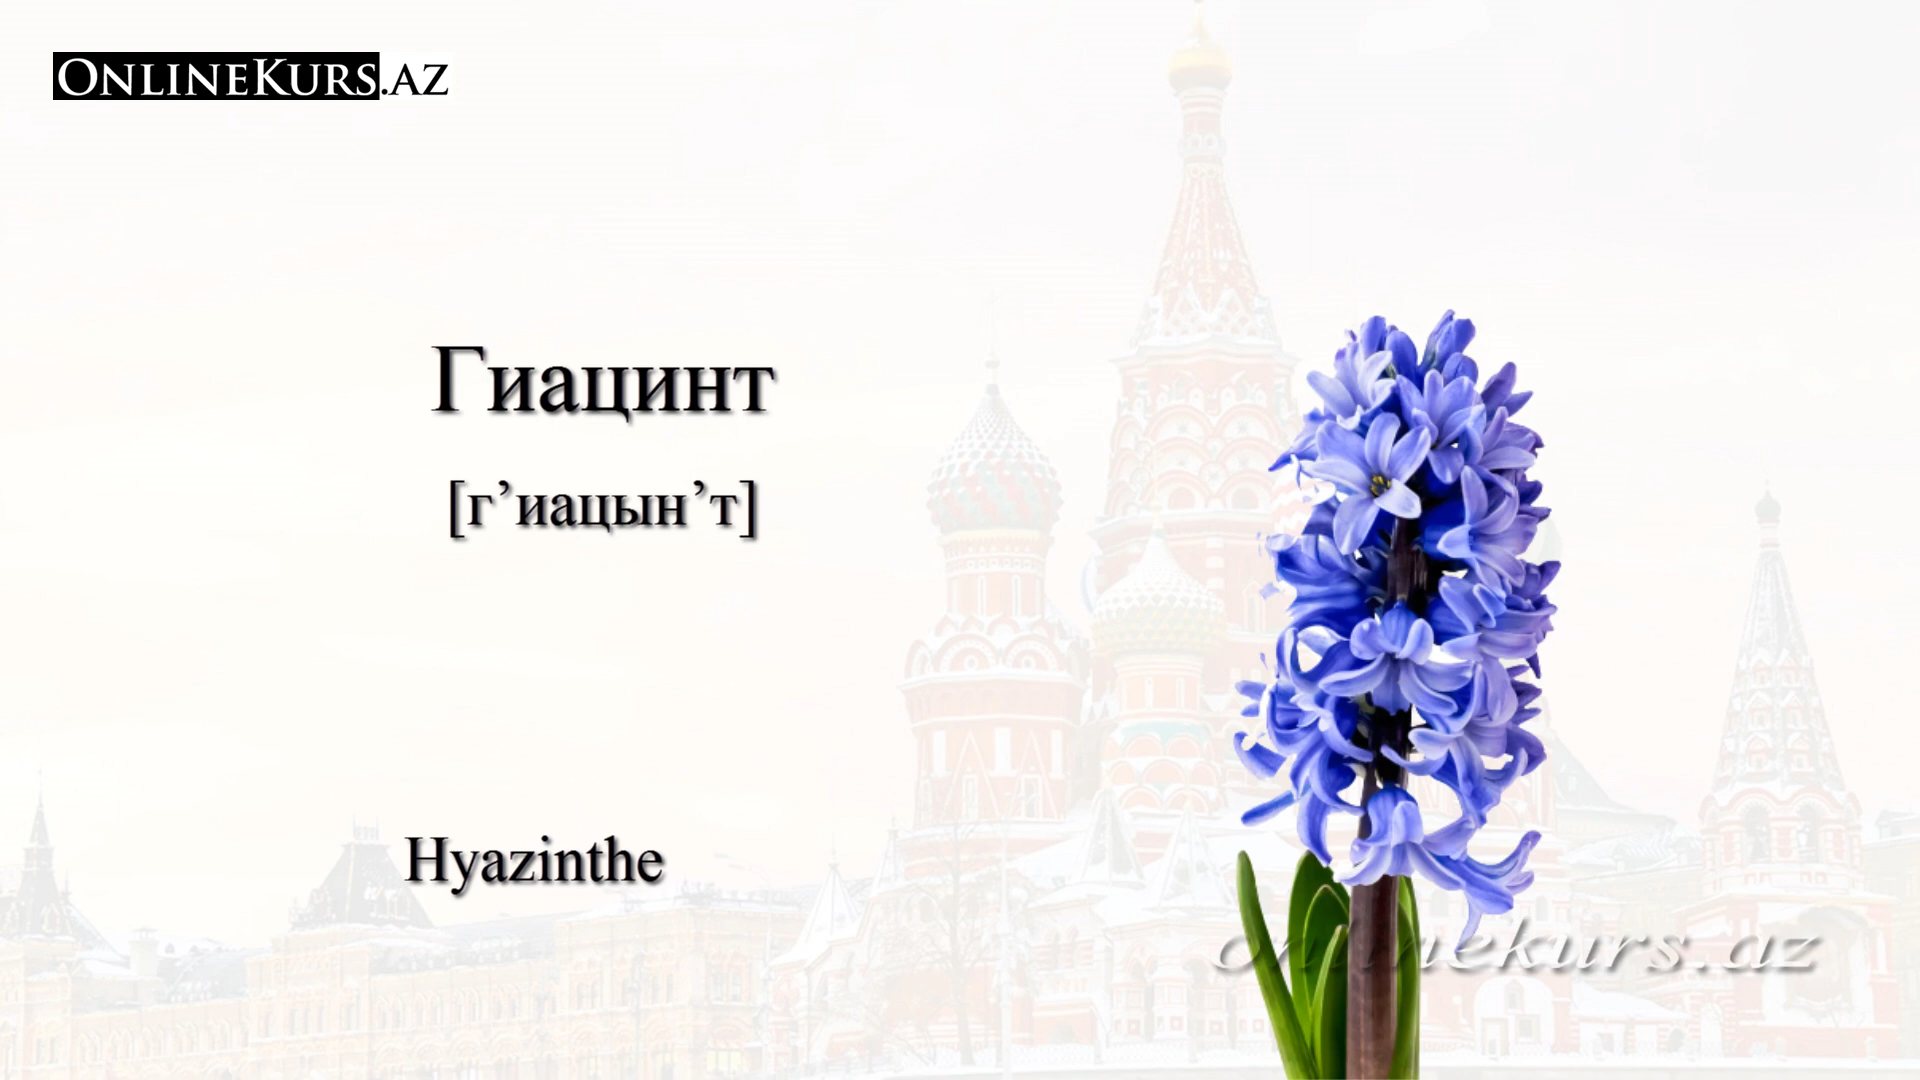 ONLINEKURS.AZ
Гиацинт
[г’иацын’т]
Hyazinthe
onlinekurs.az